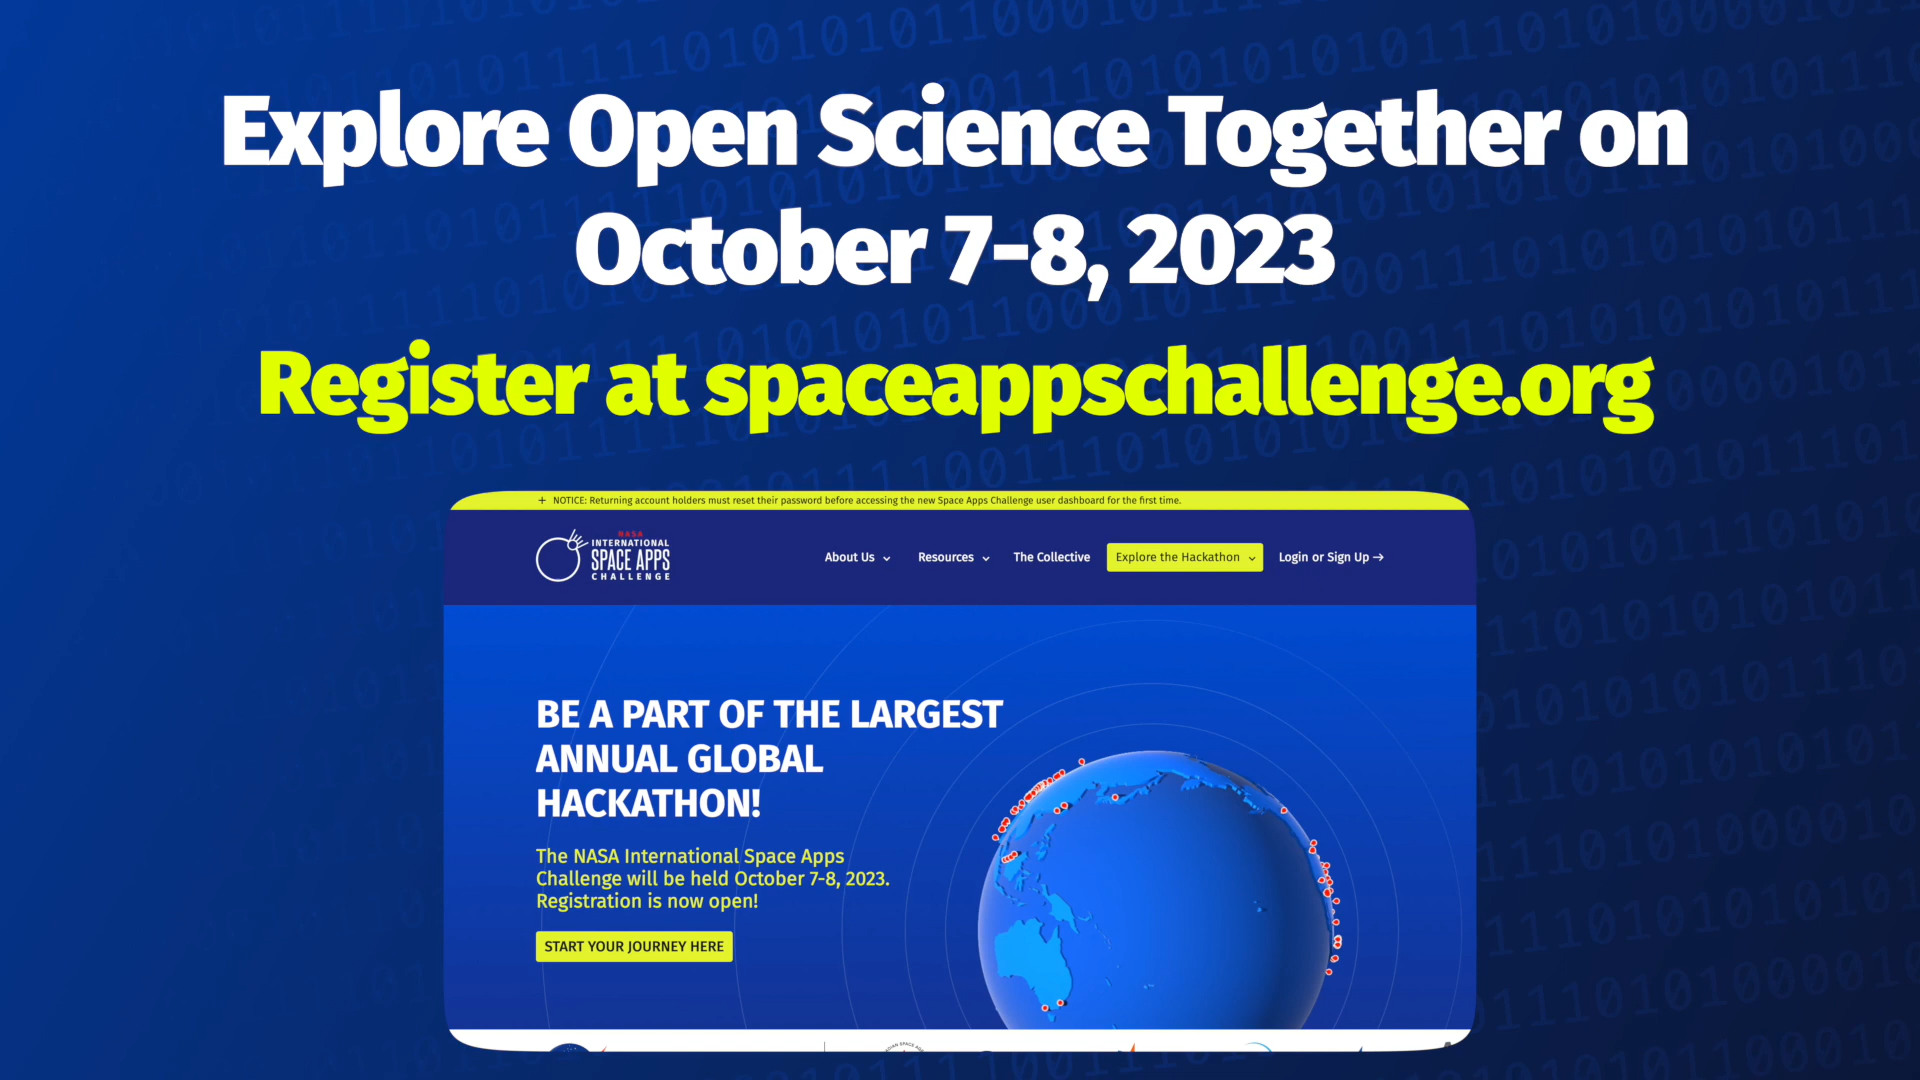 Explore Open Science Together on
October 7-8, 2023
Register at spaceappschallenge.org
+ NOTICE: Returning account holders must reset their password before accessing the new Space Apps Challenge user dashboard for the first time.
NASA
INTERNATIONAL
SPACE APPS
CHALLENGE
About Us
Resources
The Collective
Explore the Hackathon
Login or Sign Up →
BE A PART OF THE LARGEST
ANNUAL GLOBAL
HACKATHON!
The NASA International Space Apps
Challenge will be held October 7-8, 2023.
Registration is now open!
START YOUR JOURNEY HERE